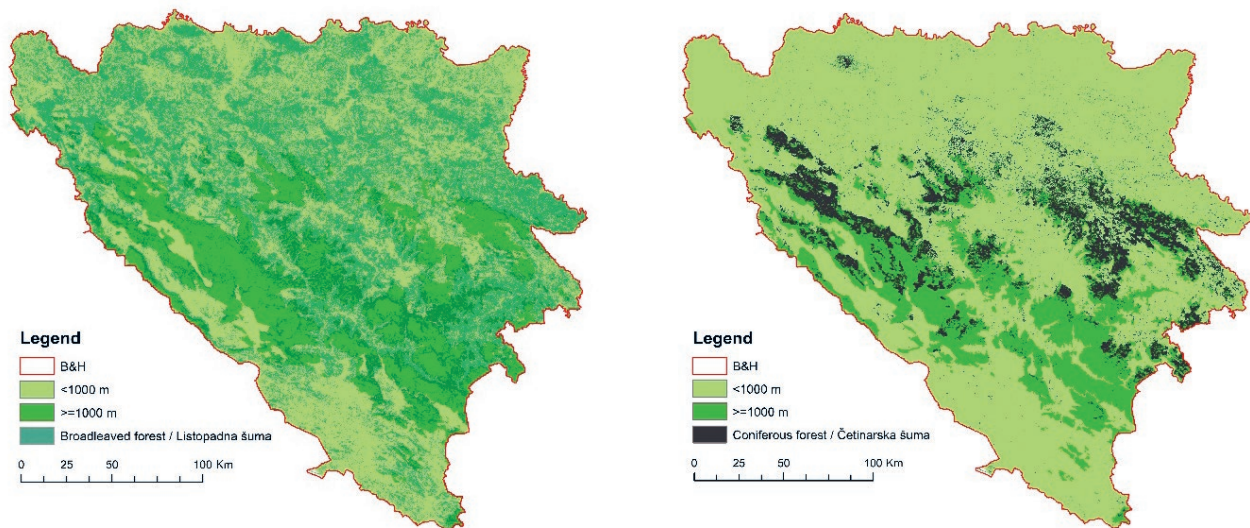 Legend
B&H
<1000 m
>=1000 m
Broadleaved forest / Listopadna šuma
0 25 50 100 Km
Legend
B&H
<1000 m
>=1000 m
Coniferous forest / Četinarska šuma
0 25 50 100 Km